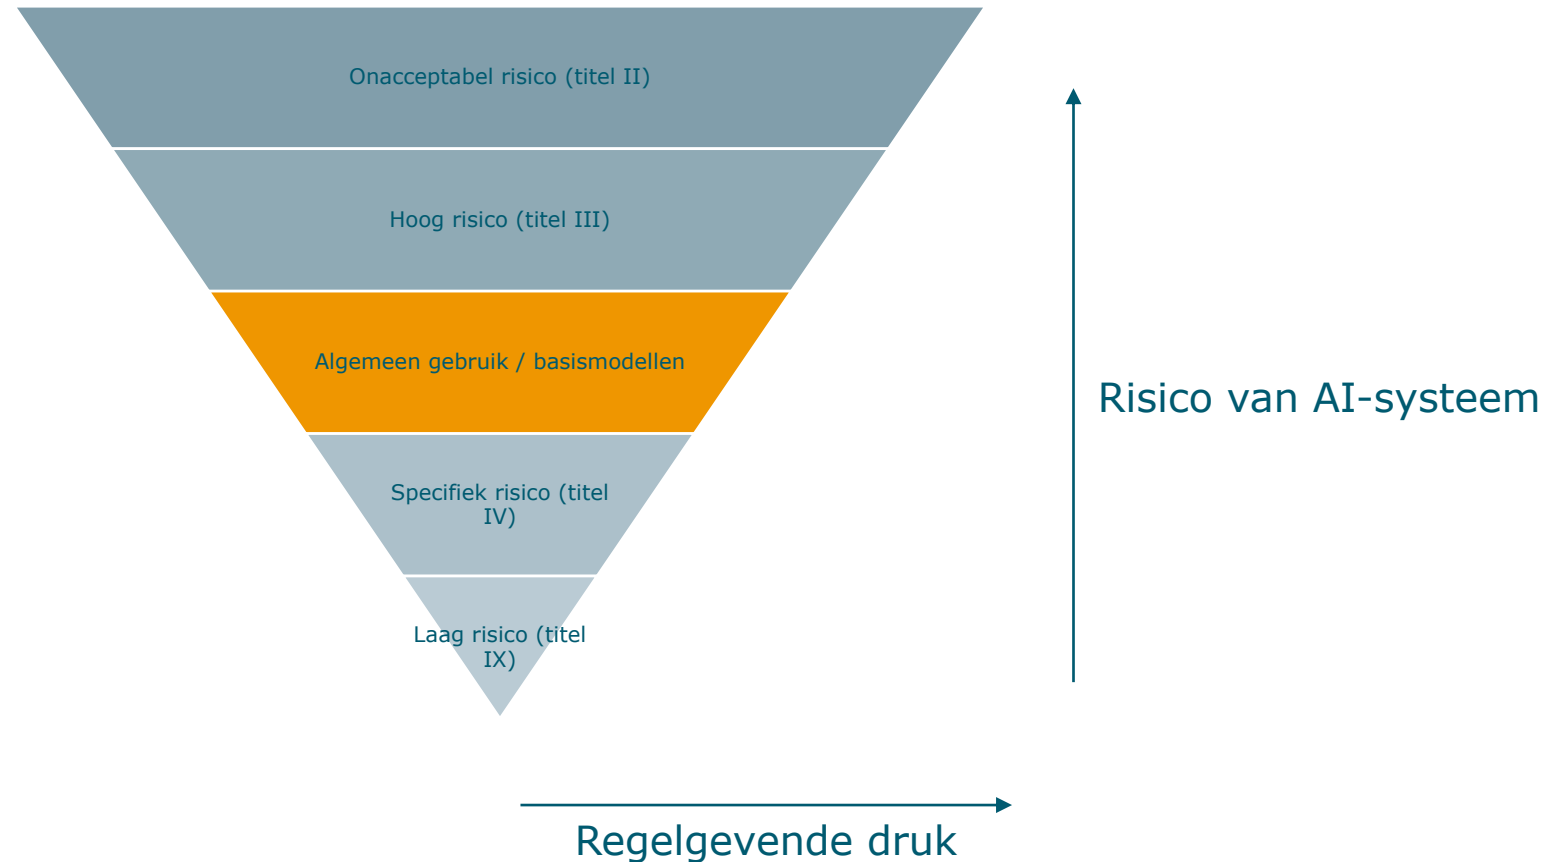 Onacceptabel risico (titel II)
Hoog risico (titel III)
Algemeen gebruik / basismodellen
Specifiek risico (titel
IV)
Laag risico (titel
IX)
Risico van AI-systeem
Regelgevende druk